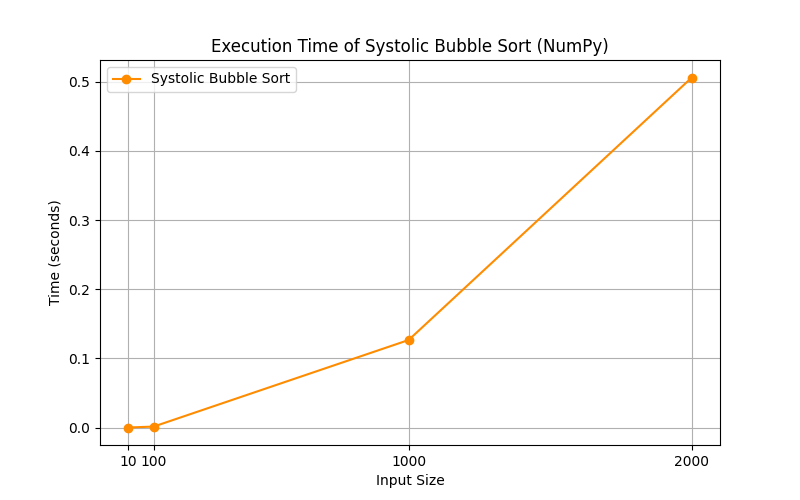 Execution Time of Systolic Bubble Sort (NumPy)
Systolic Bubble Sort
0.5
0.4
0.3
0.2
0.1
0.0
Time (seconds)
10 100 1000 2000
Input Size